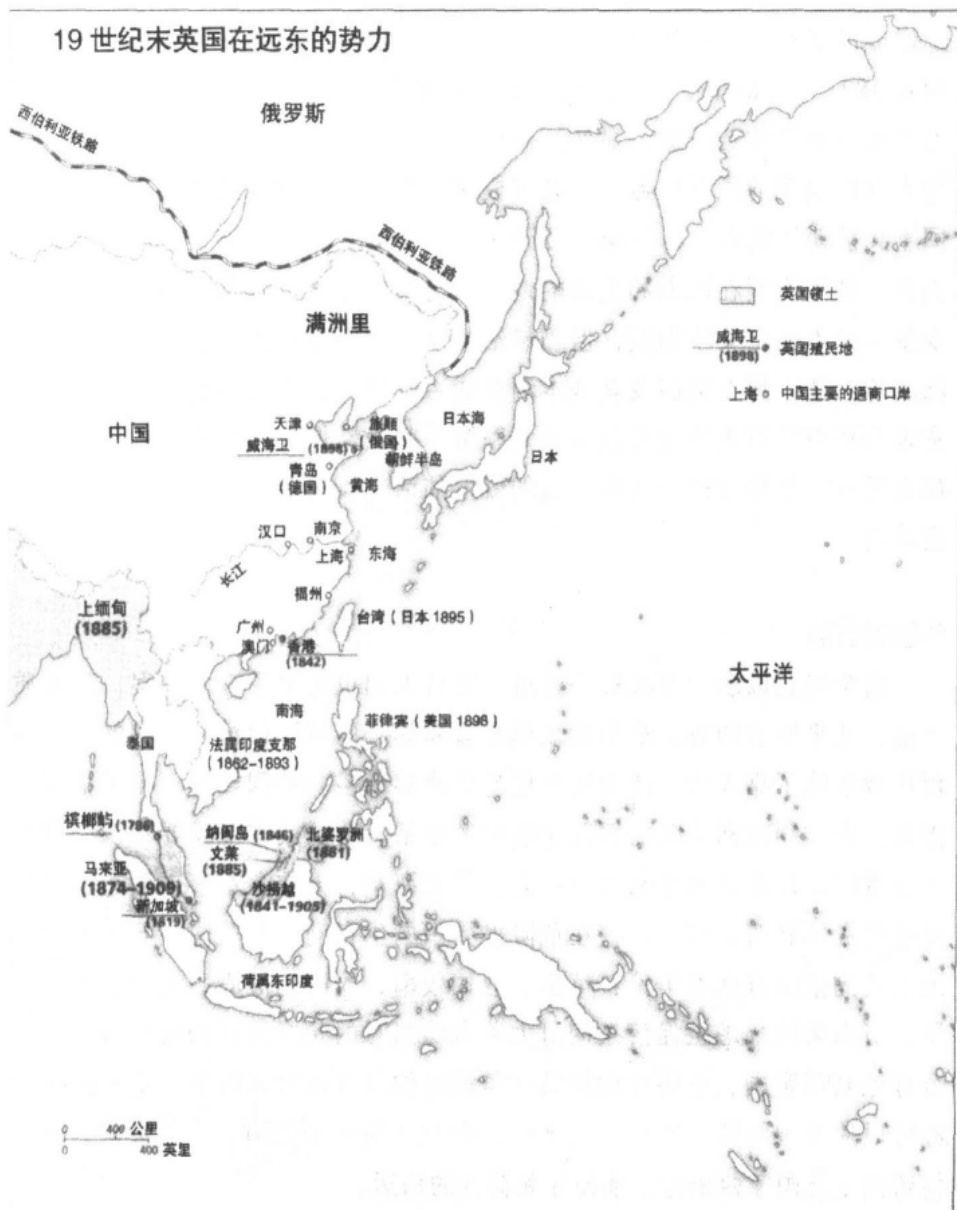 19 世纪末英国在远东的势力
俄罗斯
西伯利亚铁路
西伯利亚铁路
满洲里
英国领土
威海卫
(1898)
英国殖民地
上海
中国主要的通商口岸
中国
天津
旅顺
(俄国)
威海卫
(1898)
日本海
朝鲜半岛
日本
青岛
(德国)
黄海
汉口
南京
上海
东海
长江
福州
上缅甸
(1885)
台湾(日本 1895)
广州
澳门
香港
(1842)
太平洋
南海
菲律宾(美国 1898)
泰国
法属印度支那
(1862-1893)
槟榔屿
(1786)
纳闽岛
(1846)
北婆罗洲
(1881)
文莱
(1885)
马来亚
(1874-1909)
沙捞越
(1841-1905)
新加坡
(1819)
荷属东印度
0 400 公里
0 400 英里